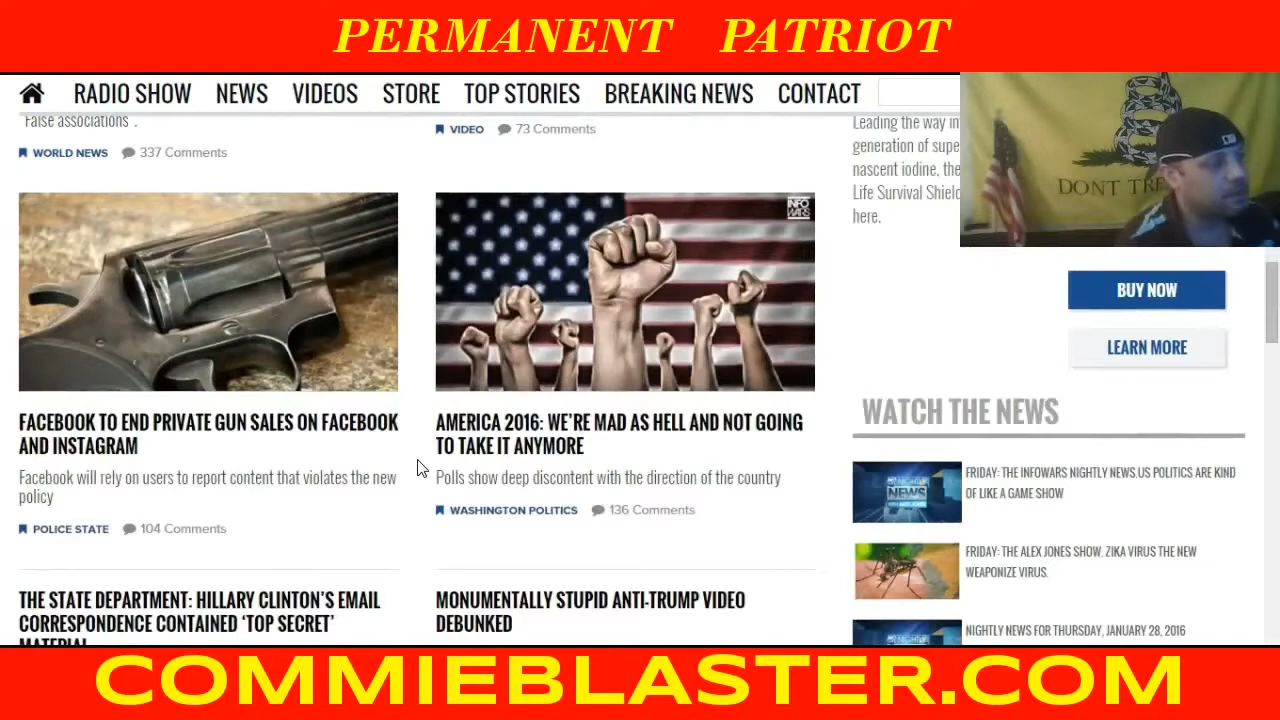 PERMANENT PATRIOT
RADIO SHOW NEWS VIDEOS STORE TOP STORIES BREAKING NEWS CONTACT
"False associations".
WORLD NEWS 337 Comments
VIDEO 73 Comments
Leading the way in
generation of supe
nascent iodine, the
Life Survival Shield
here.
DONT TRE
INFO
WARS
BUY NOW
LEARN MORE
FACEBOOK TO END PRIVATE GUN SALES ON FACEBOOK
AND INSTAGRAM
Facebook will rely on users to report content that violates the new
policy
POLICE STATE 104 Comments
AMERICA 2016: WE'RE MAD AS HELL AND NOT GOING
TO TAKE IT ANYMORE
Polls show deep discontent with the direction of the country
WASHINGTON POLITICS 136 Comments
WATCH THE NEWS
NEWS
FRIDAY: THE INFOWARS NIGHTLY NEWS.US POLITICS ARE KIND
OF LIKE A GAME SHOW
FRIDAY: THE ALEX JONES SHOW. ZIKA VIRUS THE NEW
WEAPONIZE VIRUS.
NIGHTLY NEWS FOR THURSDAY, JANUARY 28, 2016
THE STATE DEPARTMENT: HILLARY CLINTON'S EMAIL
CORRESPONDENCE CONTAINED 'TOP SECRET'
MATERIAL
MONUMENTALLY STUPID ANTI-TRUMP VIDEO
DEBUNKED
COMMIEBLASTER.COM